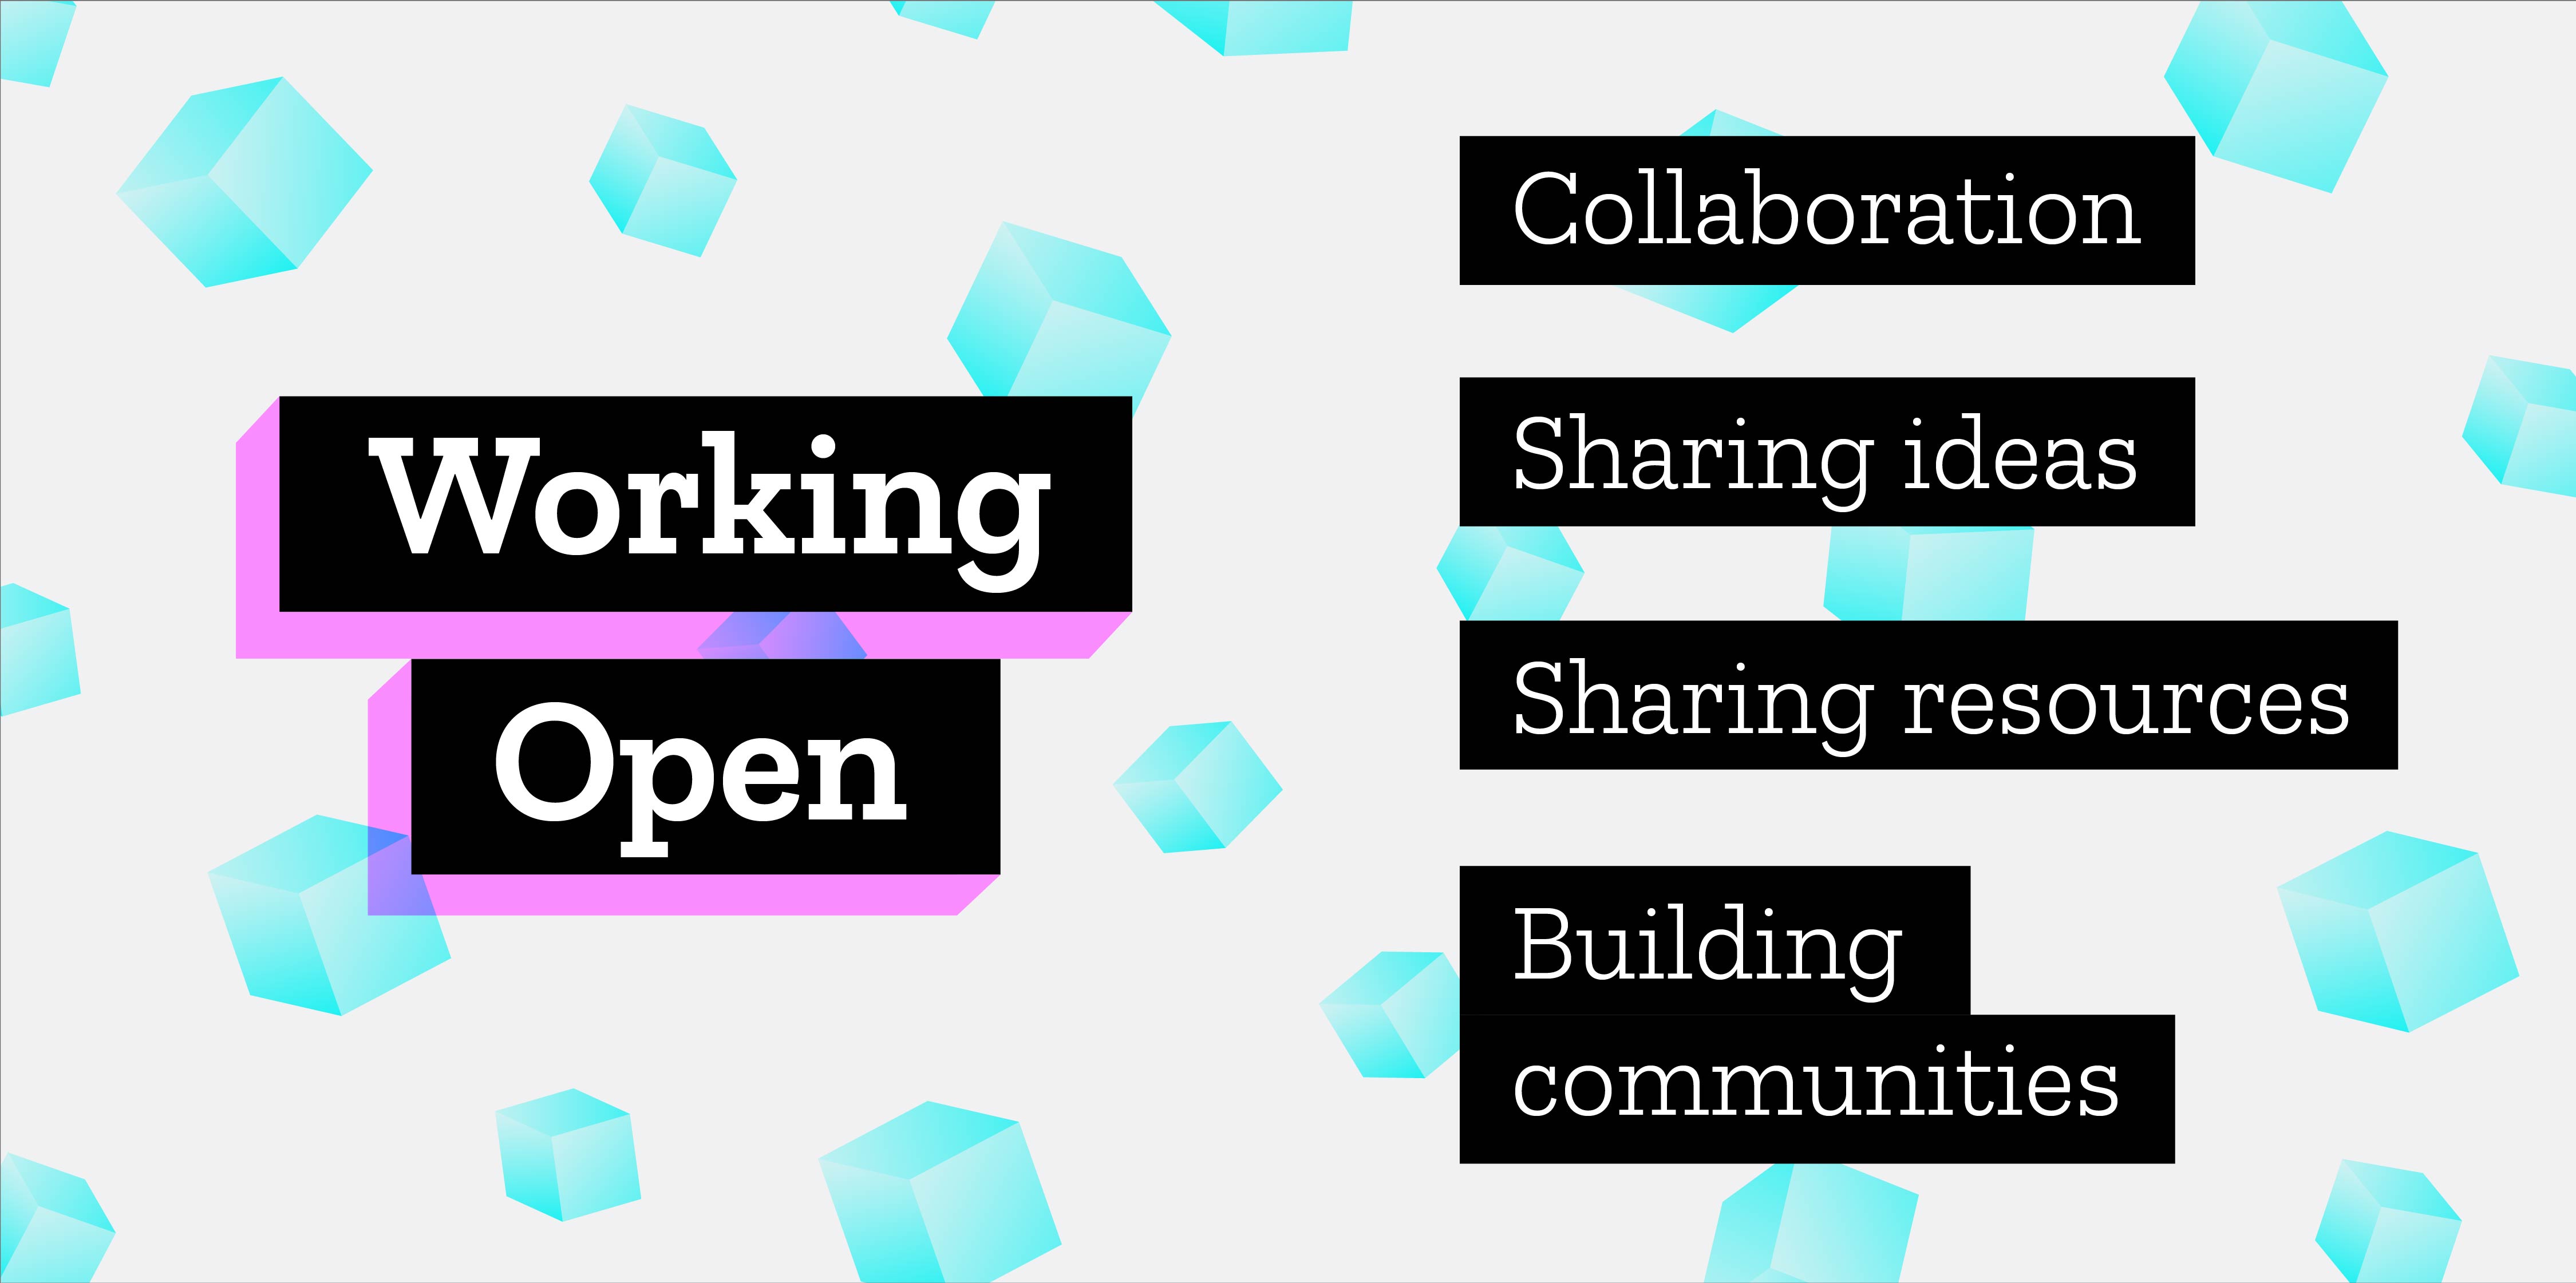 Working
Open
Collaboration
Sharing ideas
Sharing resources
Building
communities